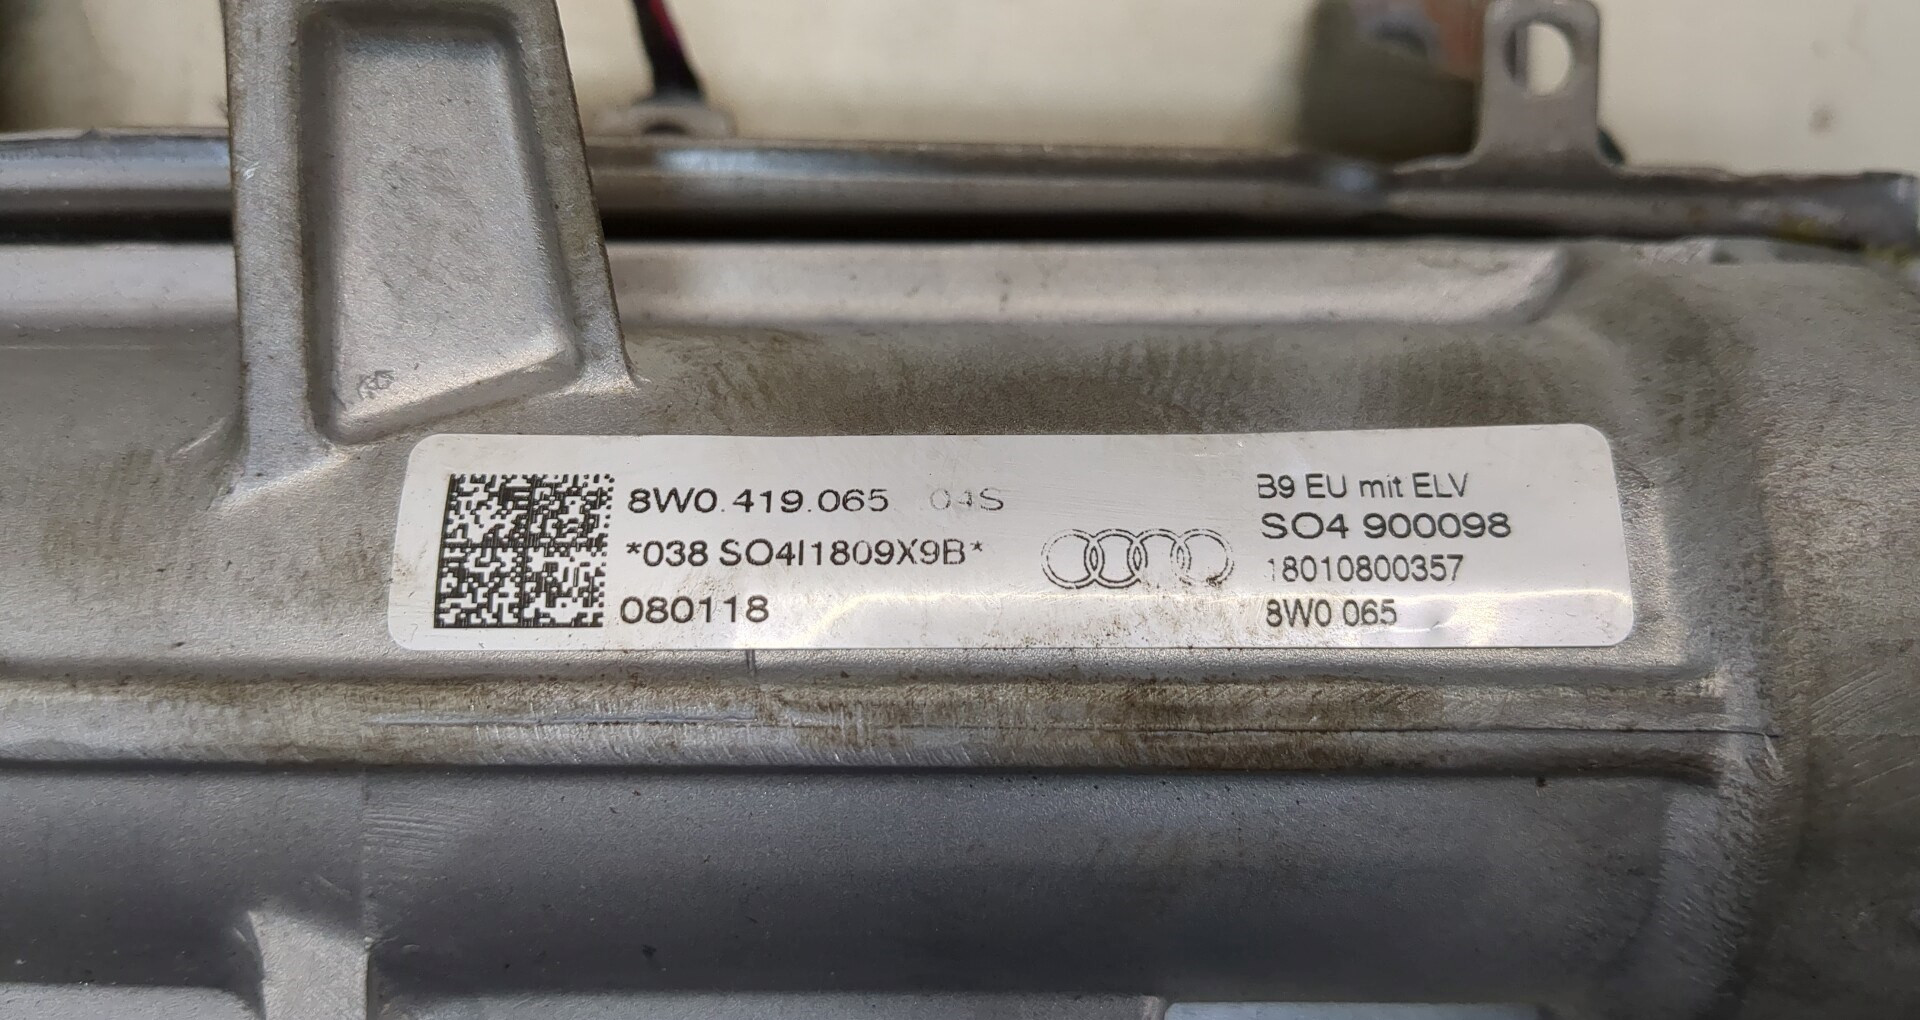 8W0.419.065 04S
*038 SO4I1809X9B*
080118
B9 EU mit ELV
SO4 900098
18010800357
8W0 065